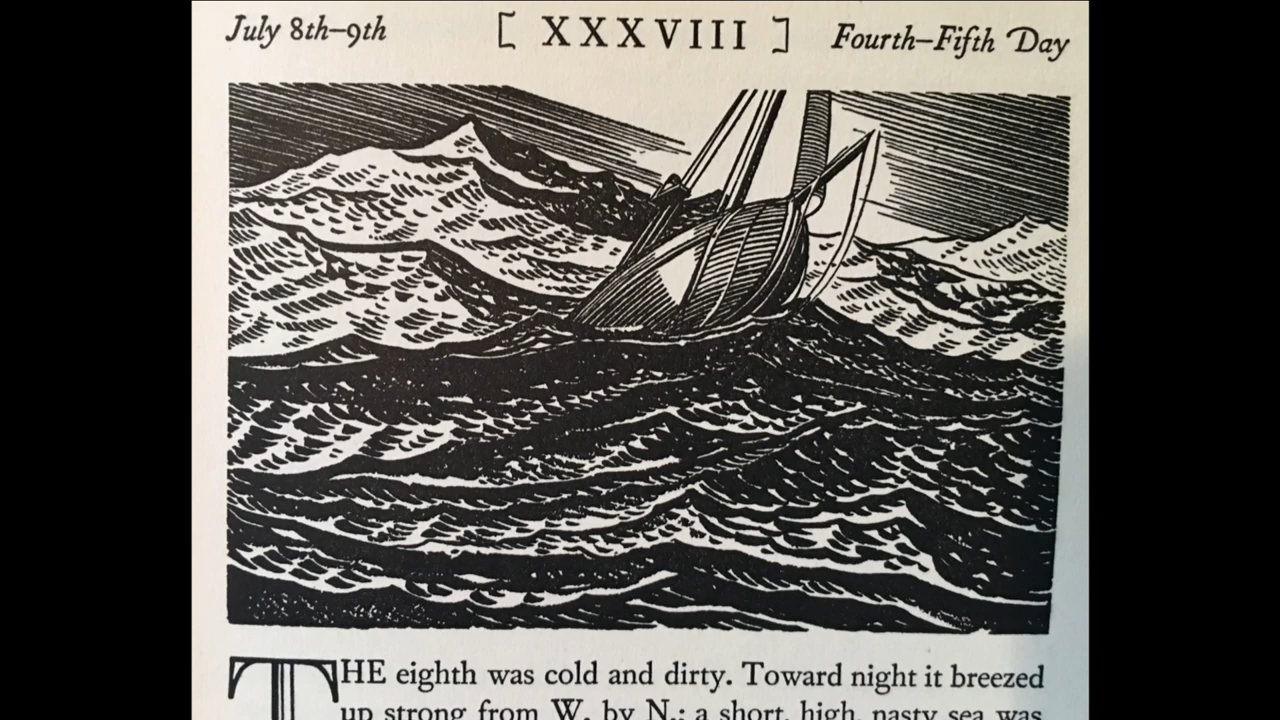 July 8th–9th [ XXXVIII ] Fourth–Fifth Day
THE eighth was cold and dirty. Toward night it breezed
up strong from W. by N.; a short, high, nasty sea was